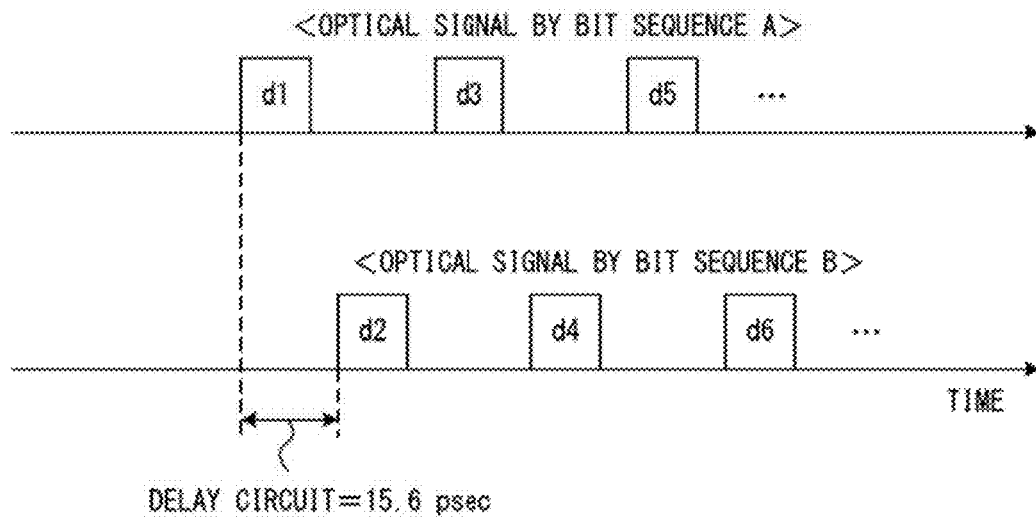 <OPTICAL SIGNAL BY BIT SEQUENCE A>
d1 d3 d5 ...
<OPTICAL SIGNAL BY BIT SEQUENCE B>
d2 d4 d6 ...
TIME
DELAY CIRCUIT=15.6 psec